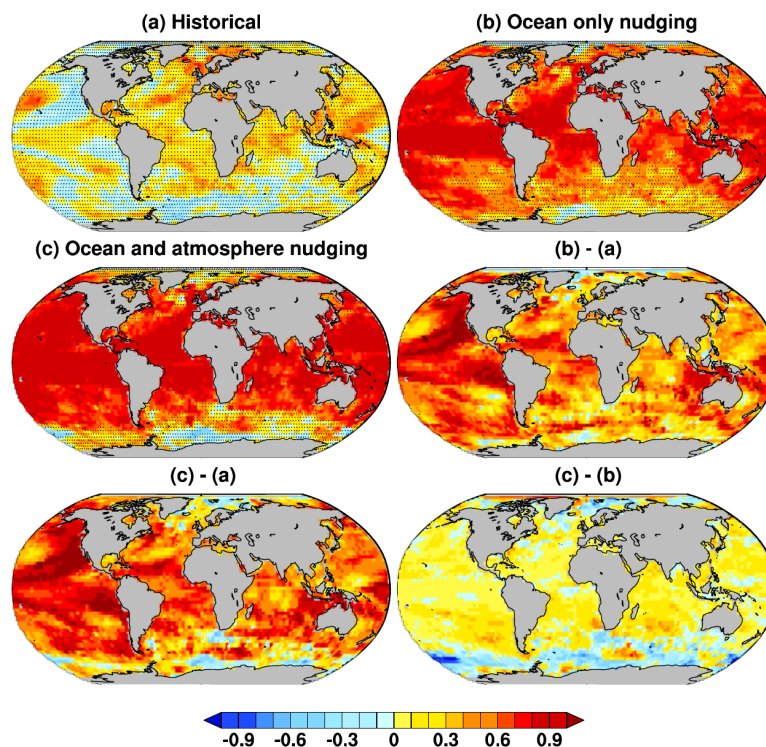 (a) Historical
(b) Ocean only nudging
(c) Ocean and atmosphere nudging
(b) - (a)
(c) - (a)
(c) - (b)
-0.9 -0.6 -0.3 0 0.3 0.6 0.9